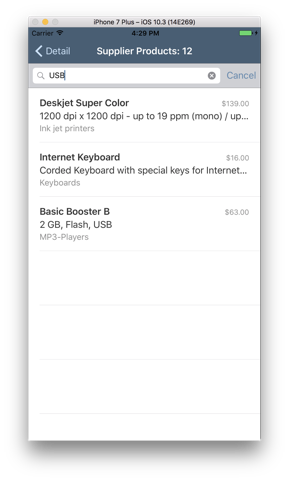 iPhone 7 Plus – iOS 10.3 (14E269)
Carrier 4:29 PM
Detail Supplier Products: 12
USB Cancel
Deskjet Super Color $139.00
1200 dpi x 1200 dpi - up to 19 ppm (mono) / up...
Ink jet printers
Internet Keyboard $16.00
Corded Keyboard with special keys for Internet...
Keyboards
Basic Booster B $63.00
2 GB, Flash, USB
MP3-Players